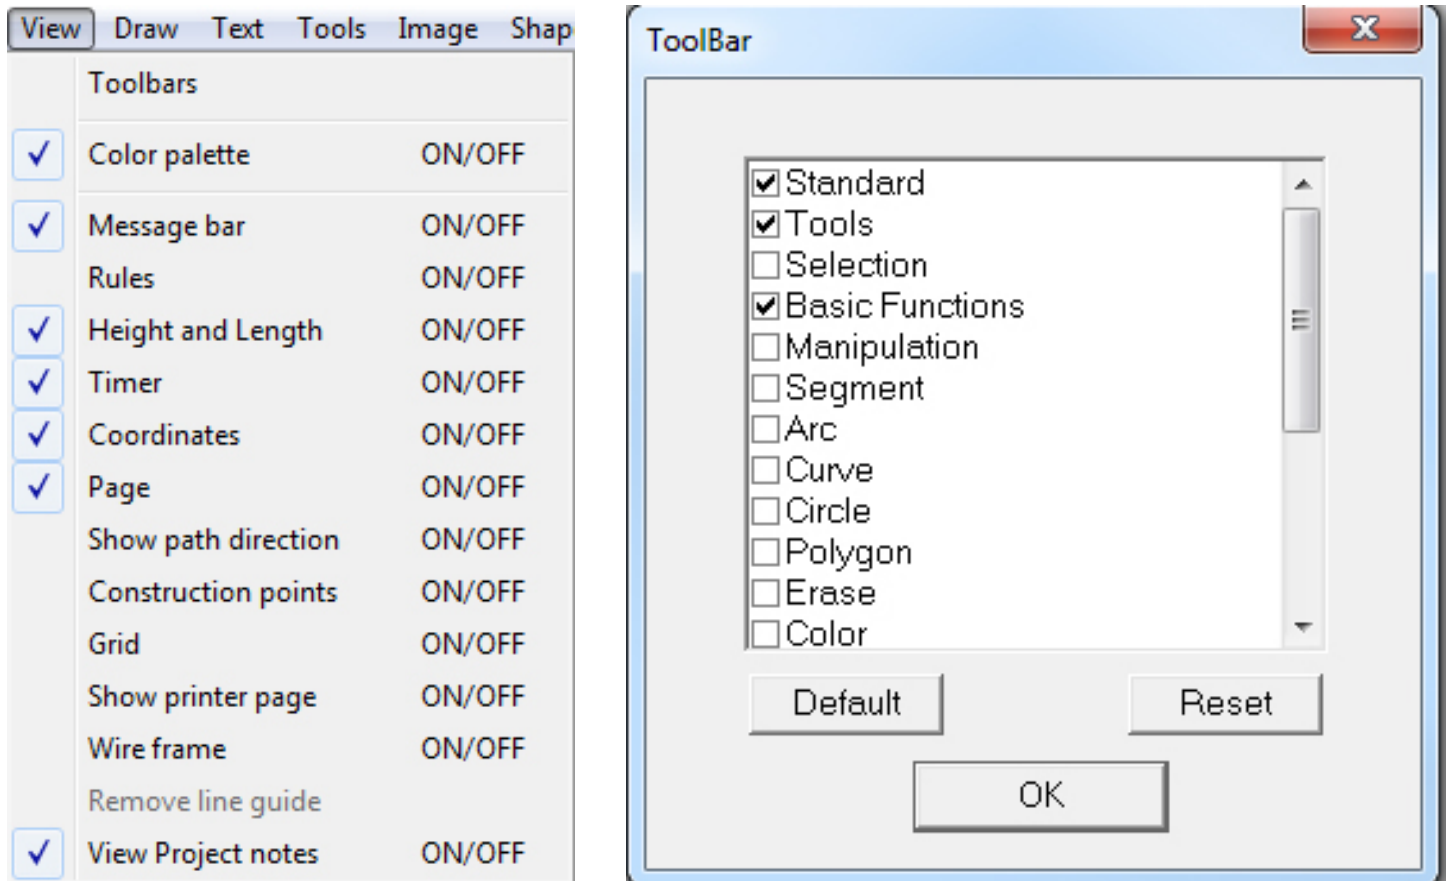 View Draw Text Tools Image Shap
Toolbars
Color palette ON/OFF
Message bar ON/OFF
Rules ON/OFF
Height and Length ON/OFF
Timer ON/OFF
Coordinates ON/OFF
Page ON/OFF
Show path direction ON/OFF
Construction points ON/OFF
Grid ON/OFF
Show printer page ON/OFF
Wire frame ON/OFF
Remove line guide
View Project notes ON/OFF
ToolBar
Standard
Tools
Selection
Basic Functions
Manipulation
Segment
Arc
Curve
Circle
Polygon
Erase
Color
Default Reset
OK